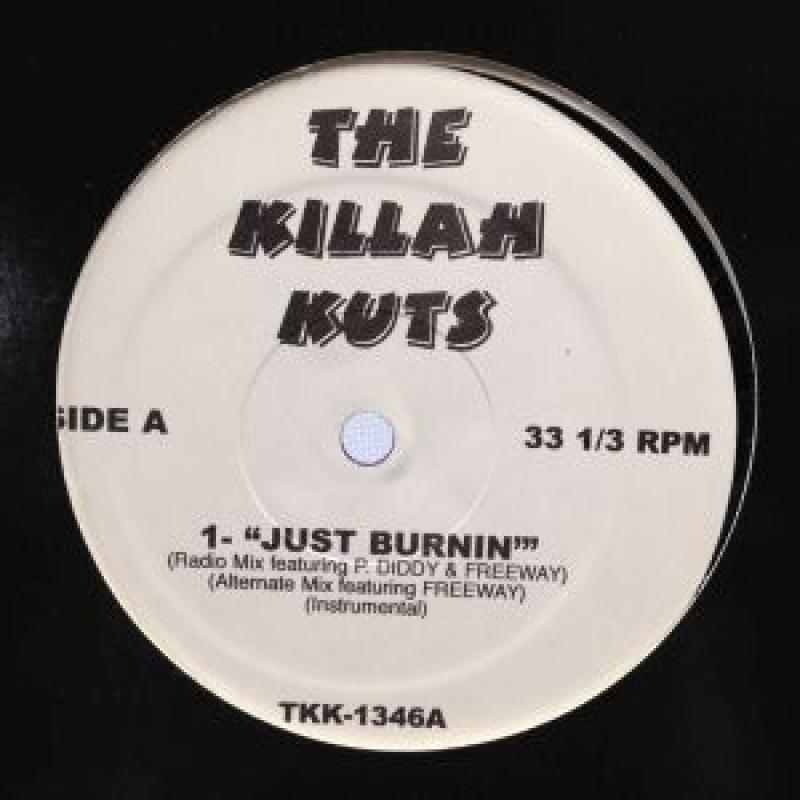 THE
KILLAH
KUTS
SIDE A
33 1/3 RPM
1- “JUST BURNIN'”
(Radio Mix featuring P. DiDDY & FREEWAY)
(Alternate Mix featuring FREEWAY)
(Instrumental)
TKK-1346A